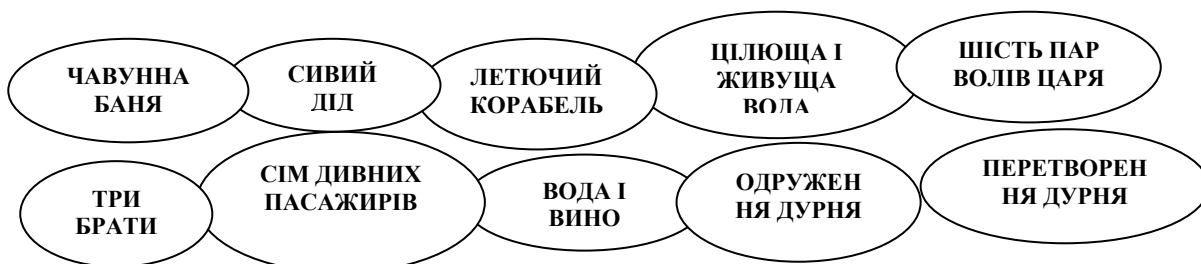 ЧАВУННА
БАНЯ
СИВИЙ
ДІД
ЛЕТЮЧИЙ
КОРАБЕЛЬ
ЦІЛЮЩА І
ЖИВУЩА
ВОДА
ШІСТЬ ПАР
ВОЛІВ ЦАРЯ
ТРИ
БРАТИ
СІМ ДИВНИХ
ПАСАЖИРІВ
ВОДА І
ВИНО
ОДРУЖЕН
НЯ ДУРНЯ
ПЕРЕТВОРЕН
НЯ ДУРНЯ